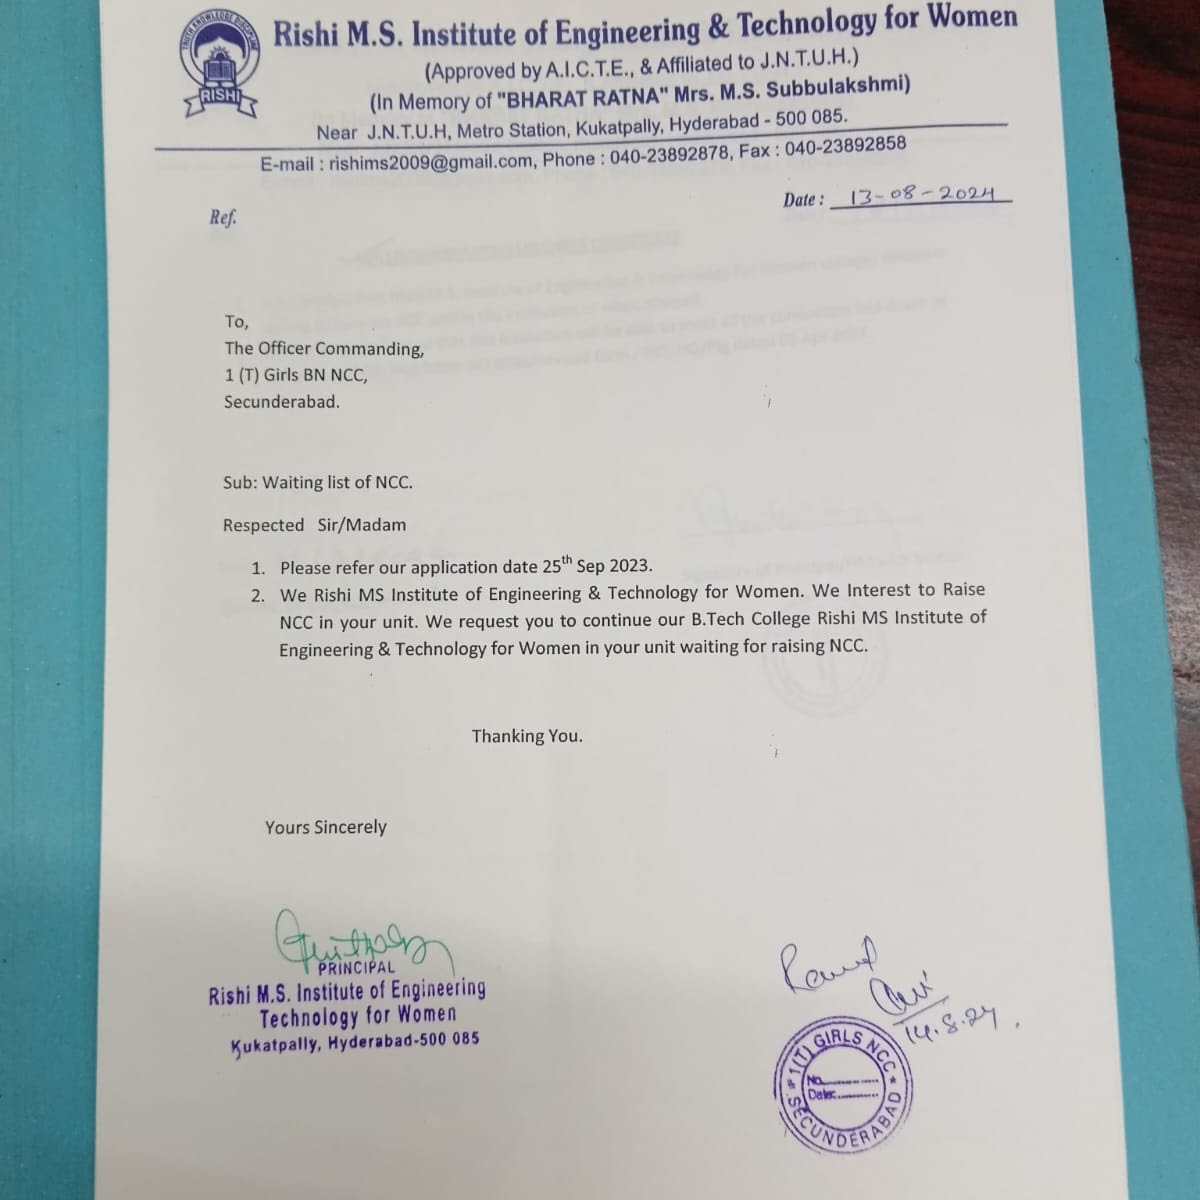 TRUTH KNOWLEDGE DISCIPLINE
RISHI
Rishi M.S. Institute of Engineering & Technology for Women
(Approved by A.I.C.T.E., & Affiliated to J.N.T.U.H.)
(In Memory of "BHARAT RATNA" Mrs. M.S. Subbulakshmi)
Near J.N.T.U.H, Metro Station, Kukatpally, Hyderabad - 500 085.
E-mail : rishims2009@gmail.com, Phone : 040-23892878, Fax : 040-23892858
Ref.
Date : 13-08-2024
To,
The Officer Commanding,
1 (T) Girls BN NCC,
Secunderabad.
Sub: Waiting list of NCC.
Respected Sir/Madam
1. Please refer our application date 25th Sep 2023.
2. We Rishi MS Institute of Engineering & Technology for Women. We Interest to Raise
NCC in your unit. We request you to continue our B.Tech College Rishi MS Institute of
Engineering & Technology for Women in your unit waiting for raising NCC.
Thanking You.
Yours Sincerely
PRINCIPAL
Rishi M.S. Institute of Engineering
Technology for Women
Kukatpally, Hyderabad-500 085
14.8.24.
1(T) GIRLS NCC
No.
Date:
SECUNDERABAD